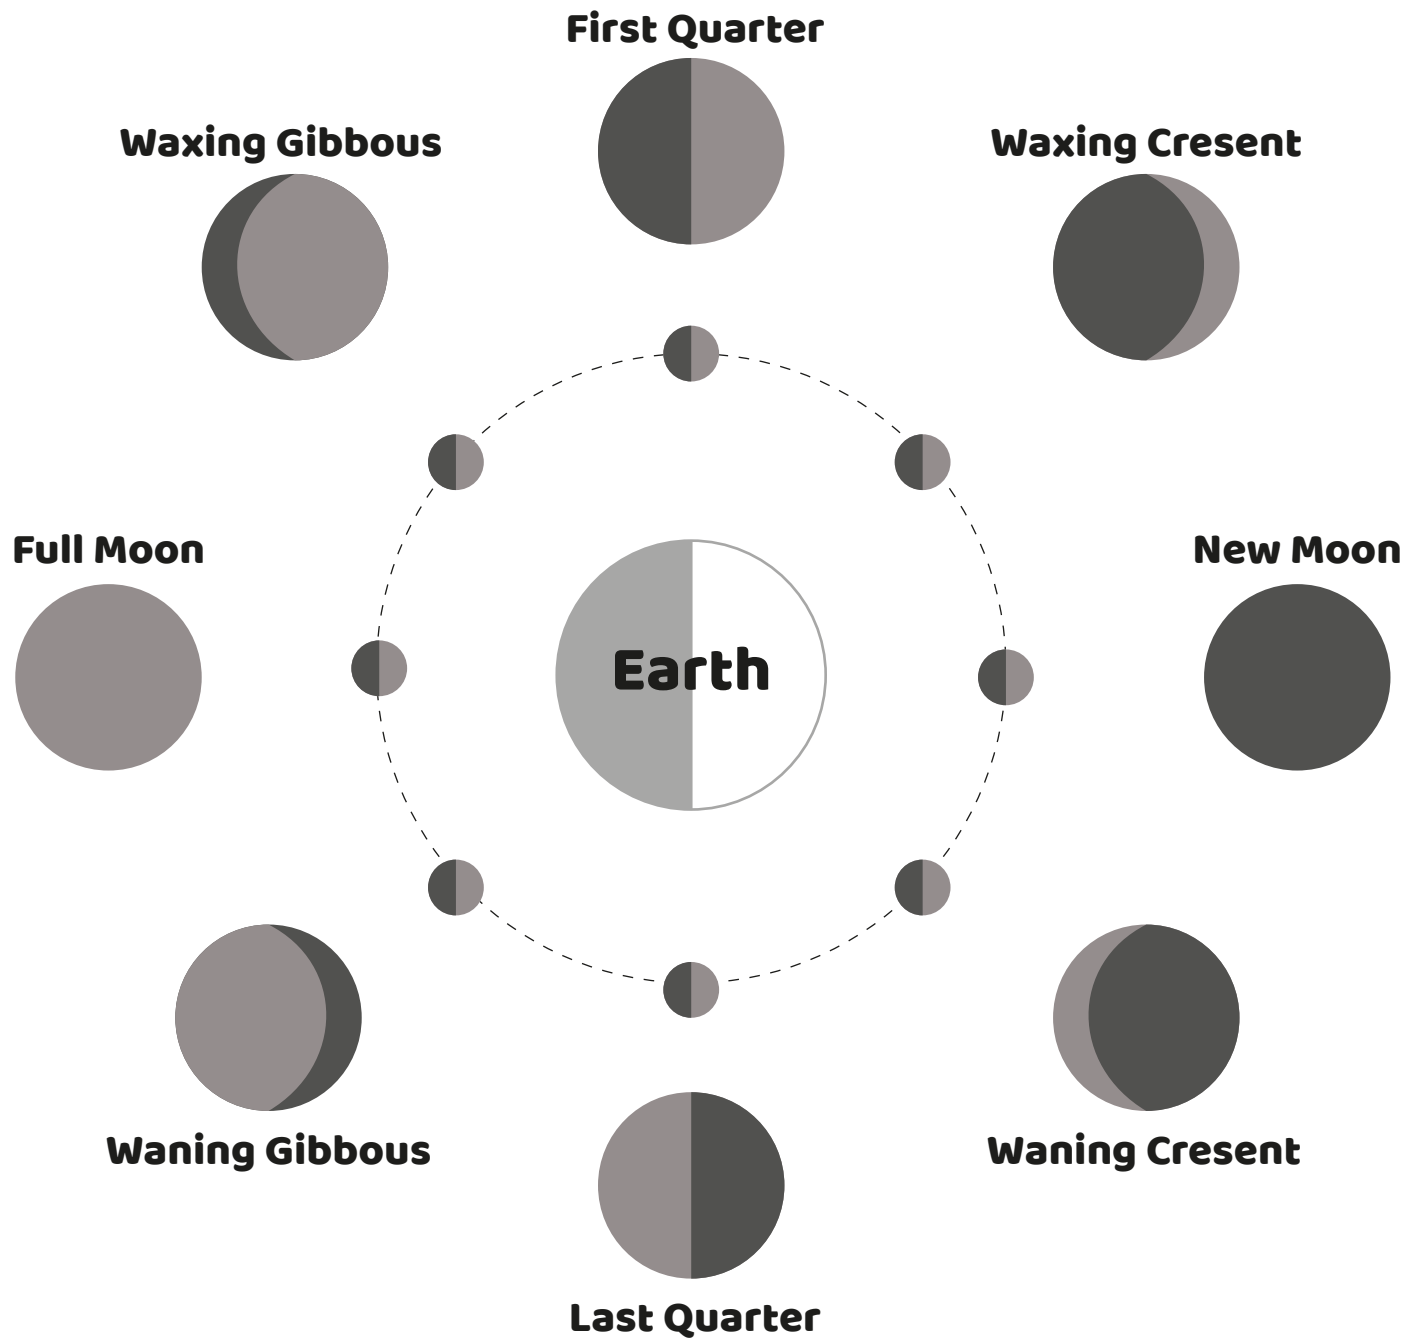 First Quarter
Waxing Gibbous
Waxing Cresent
Full Moon
New Moon
Earth
Waning Gibbous
Waning Cresent
Last Quarter